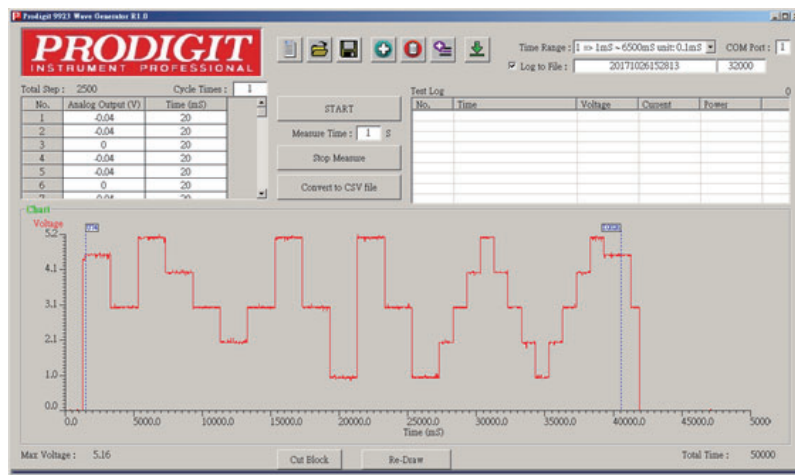 Prodigit 9923 Wave Generator R1.0
PRODIGIT
INSTRUMENT PROFESSIONAL
Time Range : 1 => 1mS ~ 6500mS unit: 0.1mS COM Port : 1
Log to File : 20171026152813 32000
Total Step : 2500 Cycle Times : 1
No. Analog Output (V) Time (mS)
1 -0.04 20
2 -0.04 20
3 0 20
4 -0.04 20
5 -0.04 20
6 0 20
START
Measure Time : 1 S
Stop Measure
Convert to CSV file
Test Log 0
No. Time Voltage Current Power
Chart
Voltage
5.2
4.1
3.1
2.1
1.0
0.0
0.0 5000.0 10000.0 15000.0 20000.0 25000.0 30000.0 35000.0 40000.0 45000.0 5000
Time (mS)
Max Voltage : 5.16
Cut Block Re-Draw
Total Time : 50000